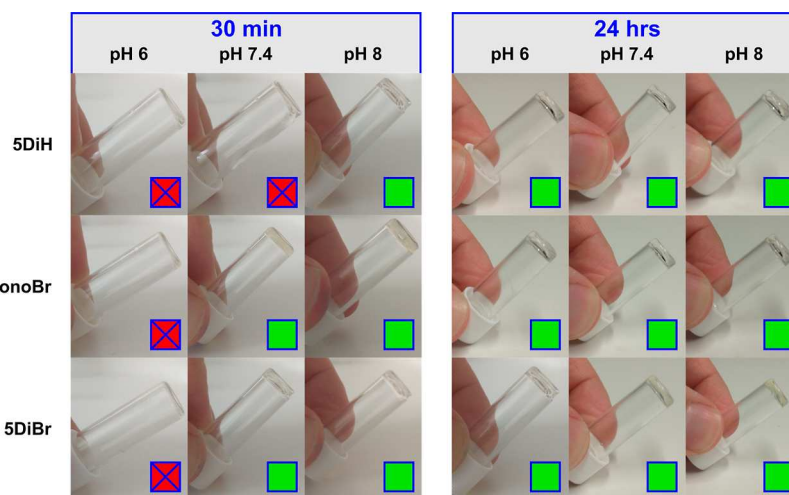 30 min
24 hrs
pH 6 pH 7.4 pH 8 pH 6 pH 7.4 pH 8
5DiH
onoBr
5DiBr